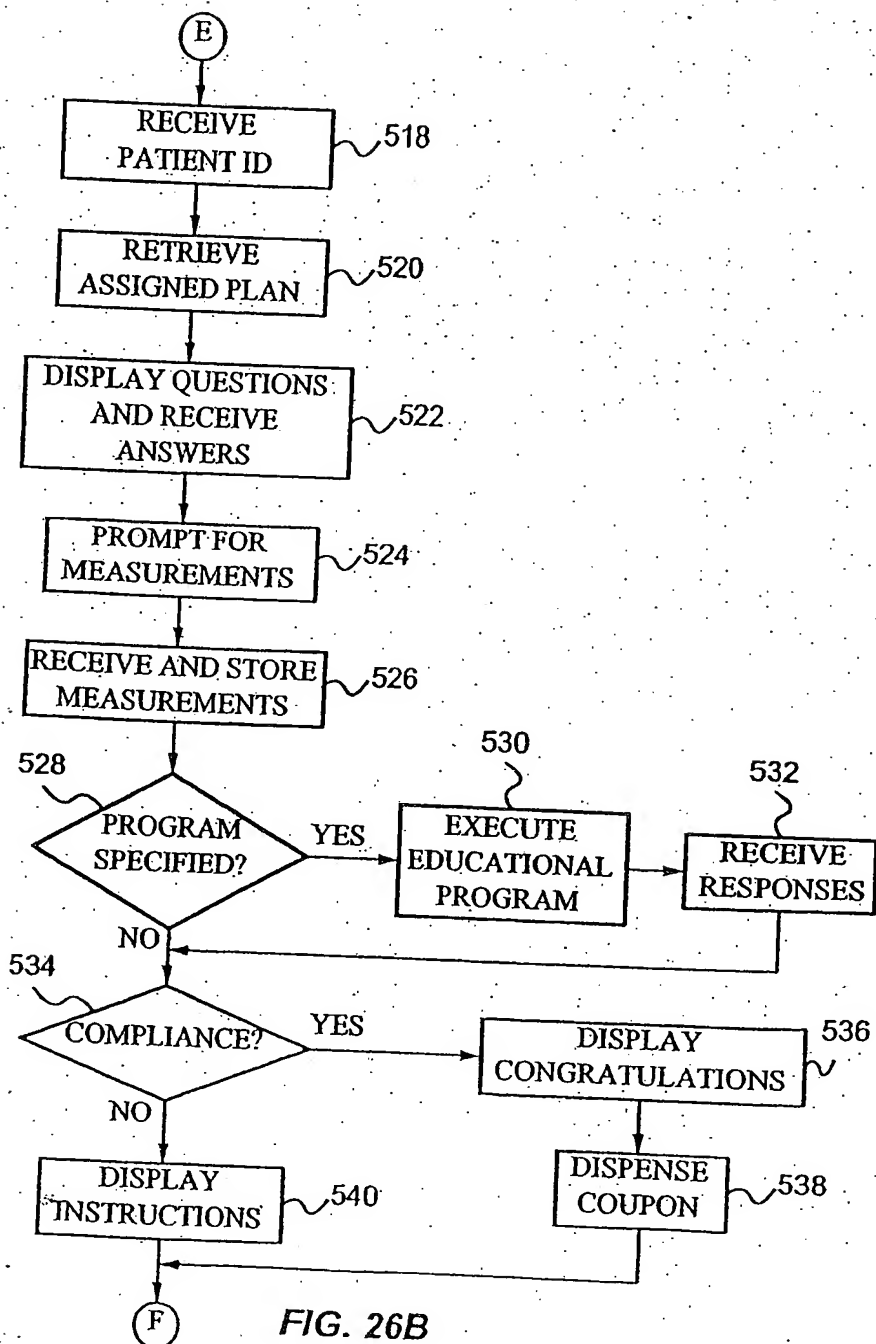 E
RECEIVE
PATIENT ID
518
RETRIEVE
ASSIGNED PLAN
520
DISPLAY QUESTIONS
AND RECEIVE
ANSWERS
522
PROMPT FOR
MEASUREMENTS
524
RECEIVE AND STORE
MEASUREMENTS
526
528
PROGRAM
SPECIFIED?
YES
530
EXECUTE
EDUCATIONAL
PROGRAM
532
RECEIVE
RESPONSES
NO
534
COMPLIANCE?
YES
DISPLAY
CONGRATULATIONS
536
NO
DISPENSE
COUPON
538
DISPLAY
INSTRUCTIONS
540
F
FIG. 26B